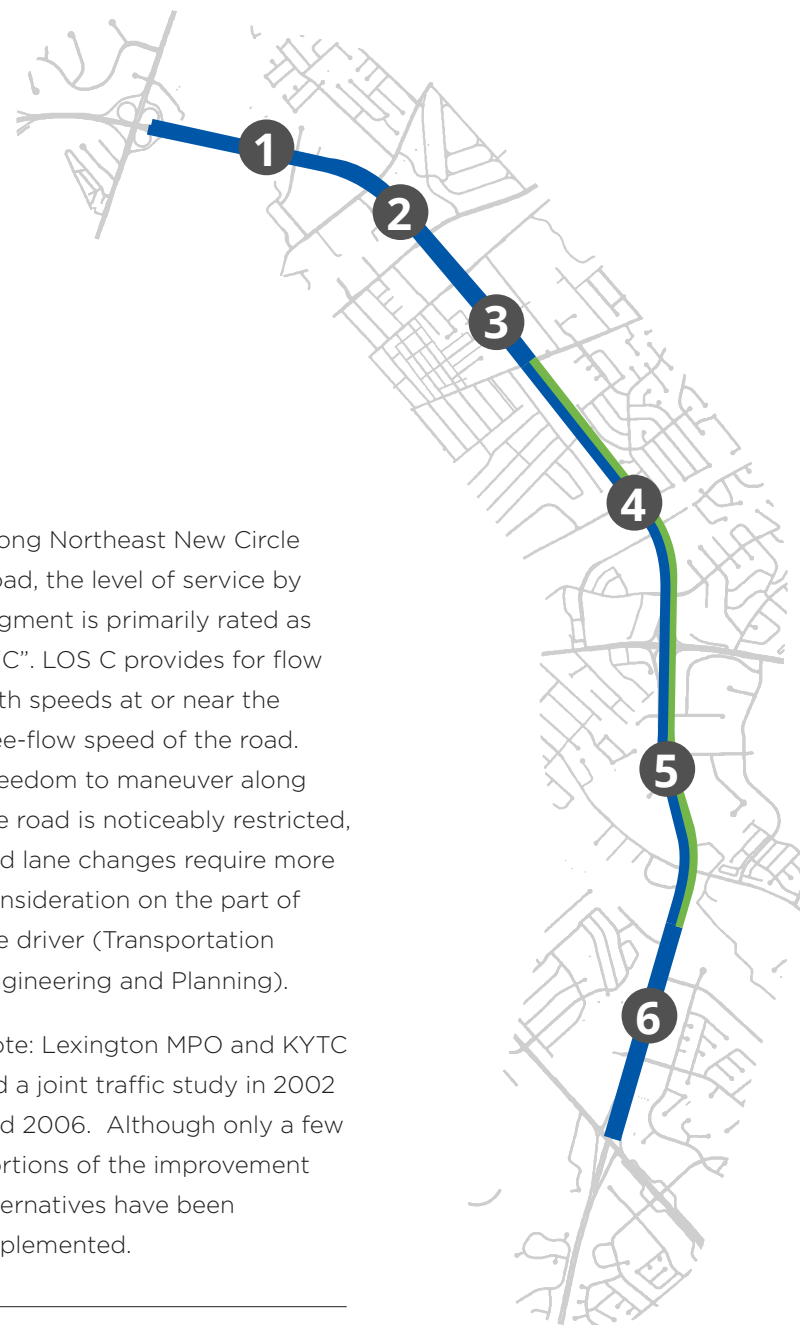 1
2
3
4
5
6
ong Northeast New Circle
oad, the level of service by
gment is primarily rated as
“C”. LOS C provides for flow
th speeds at or near the
ee-flow speed of the road.
eedom to maneuver along
e road is noticeably restricted,
d lane changes require more
nsideration on the part of
e driver (Transportation
gineering and Planning).
ote: Lexington MPO and KYTC
d a joint traffic study in 2002
d 2006. Although only a few
ortions of the improvement
ernatives have been
plemented.